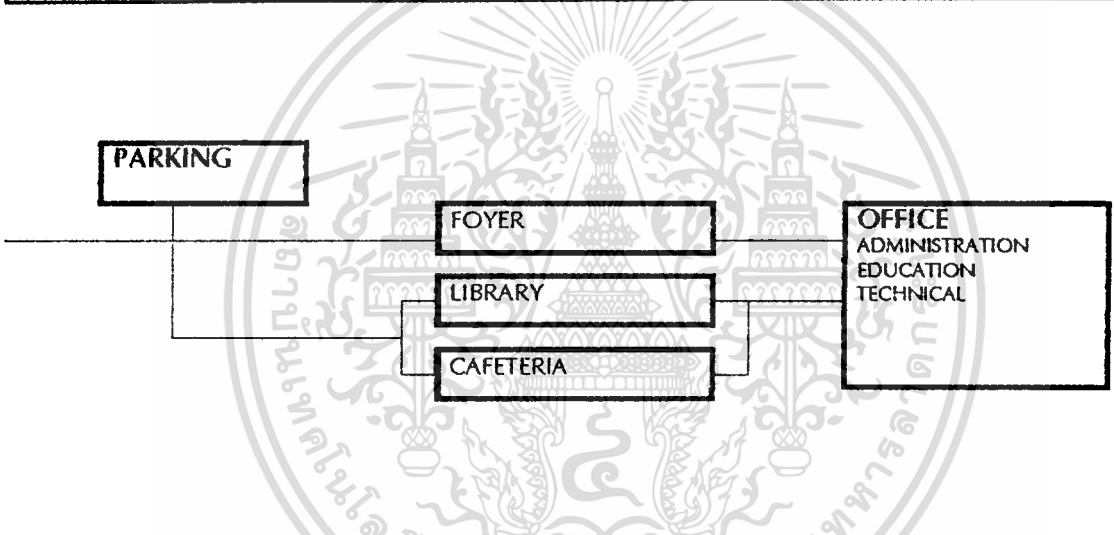 PARKING
FOYER
LIBRARY
CAFETERIA
OFFICE
ADMINISTRATION
EDUCATION
TECHNICAL